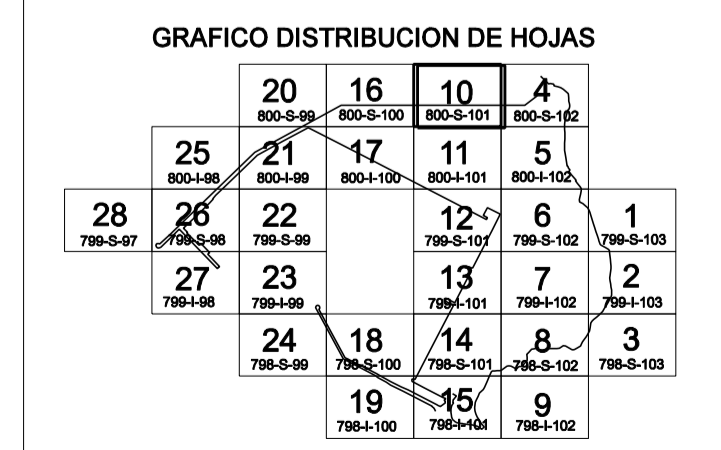 GRAFICO DISTRIBUCION DE HOJAS
20 16 10 4
800-S-99 800-S-100 800-S-101 800-S-102
25 21 17 11 5
800-I-98 800-I-99 800-I-100 800-I-101 800-I-102
28 26 22 12 6 1
799-S-97 799-S-98 799-S-99 799-S-101 799-S-102 799-S-103
27 23 13 7 2
799-I-98 799-I-99 799-I-101 799-I-102 799-I-103
24 18 14 8 3
798-S-99 798-S-100 798-S-101 798-S-102 798-S-103
19 15 9
798-I-100 798-I-101 798-I-102